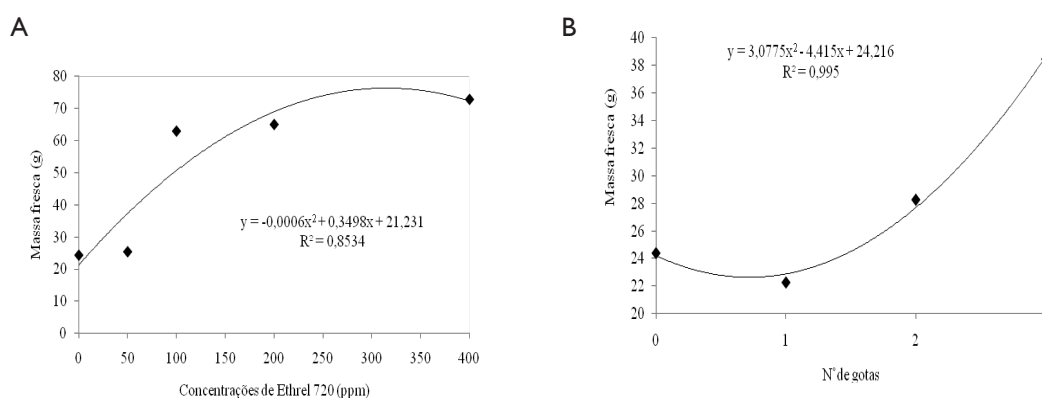 A
80
70
60
50
40
30
20
10
0
Massa fresca (g)
y = -0,0006x² + 0,3498x + 21,231
R² = 0,8534
0 50 100 150 200 250 300 350 400
Concentrações de Ethrel 720 (ppm)
B
40
38
36
34
32
30
28
26
24
22
20
Massa fresca (g)
y = 3,0775x² - 4,415x + 24,216
R² = 0,995
0 1 2
Nº de gotas